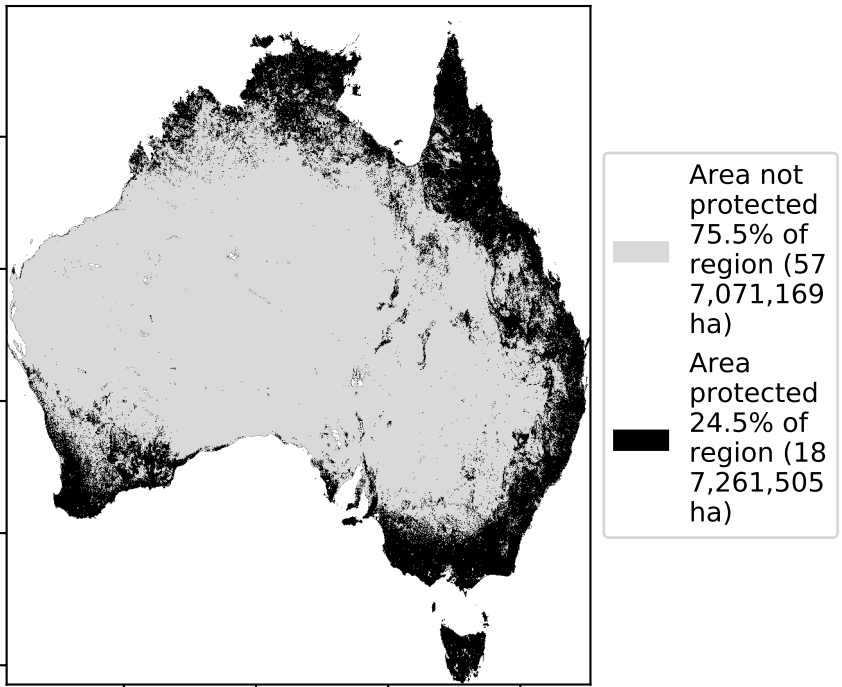 Area not
protected
75.5% of
region (57
7,071,169
ha)
Area
protected
24.5% of
region (18
7,261,505
ha)